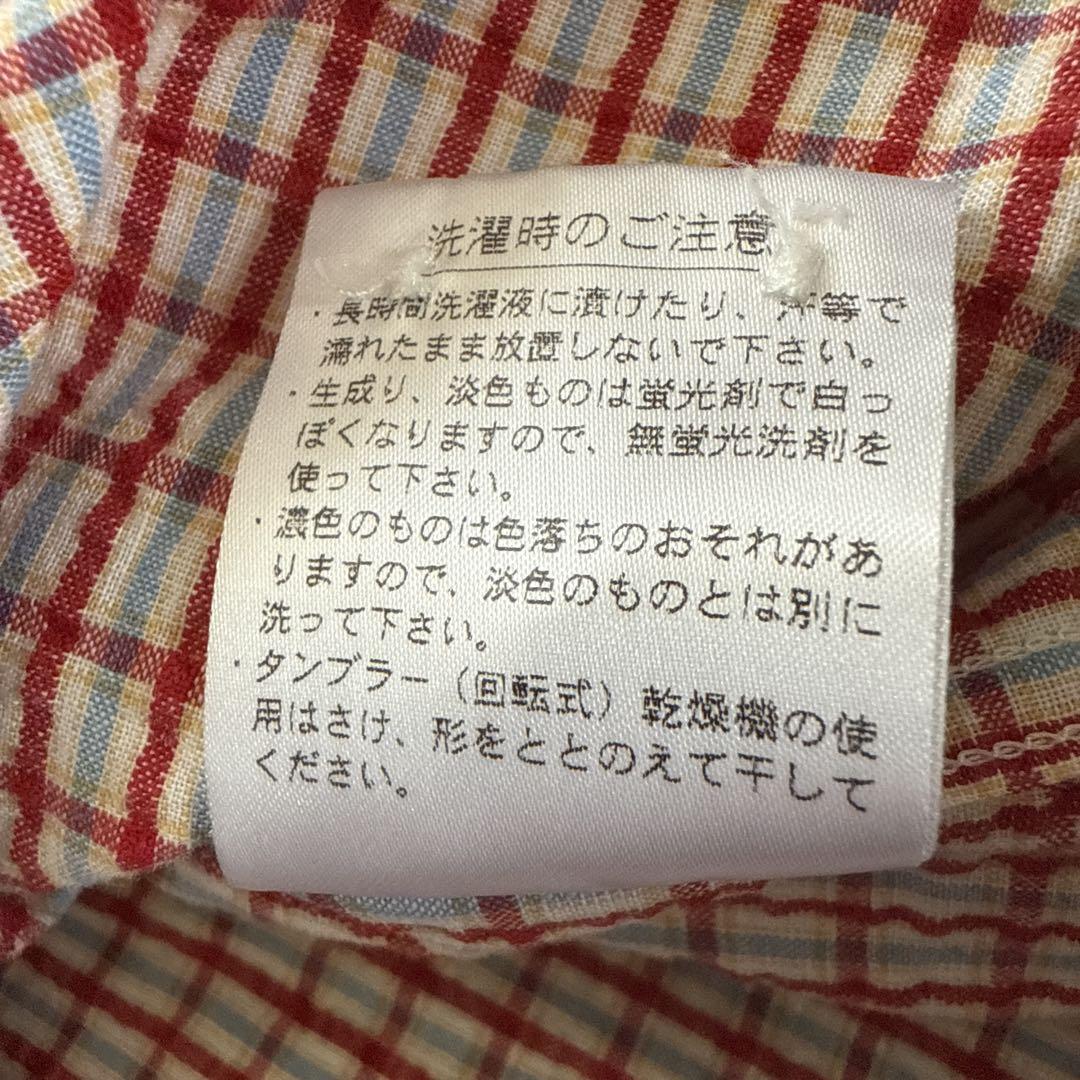 洗濯時のご注意
・長時間洗濯液に漬けたり、汗等で
濡れたまま放置しないで下さい。
・生成り、淡色ものは蛍光剤で白っ
ぽくなりますので、無蛍光洗剤を
使って下さい。
・濃色のものは色落ちのおそれがあ
りますので、淡色のものとは別に
洗って下さい。
・タンブラー（回転式）乾燥機の使
用はさけ、形をととのえて干して
ください。